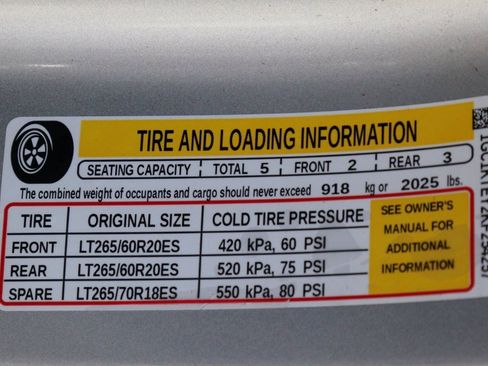 TIRE AND LOADING INFORMATION
SEATING CAPACITY TOTAL 5 FRONT 2 REAR 3
The combined weight of occupants and cargo should never exceed 918 kg or 2025 lbs.
TIRE ORIGINAL SIZE COLD TIRE PRESSURE
FRONT LT265/60R20ES 420 kPa, 60 PSI
REAR LT265/60R20ES 520 kPa, 75 PSI
SPARE LT265/70R18ES 550 kPa, 80 PSI
SEE OWNER'S
MANUAL FOR
ADDITIONAL
INFORMATION